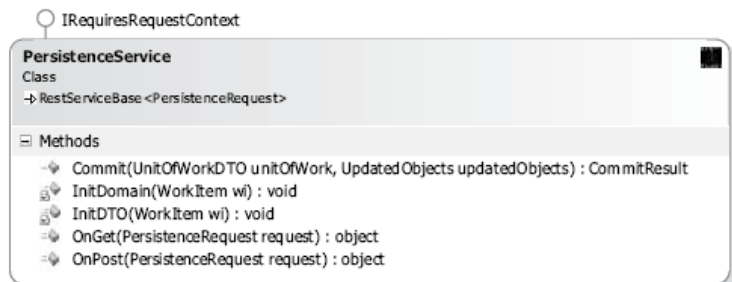 IRequiresRequestContext
PersistenceService
Class
RestServiceBase<PersistenceRequest>
Methods
Commit(UnitOfWorkDTO unitOfWork, UpdatedObjects updatedObjects) : CommitResult
InitDomain(WorkItem wi) : void
InitDTO(WorkItem wi) : void
OnGet(PersistenceRequest request) : object
OnPost(PersistenceRequest request) : object